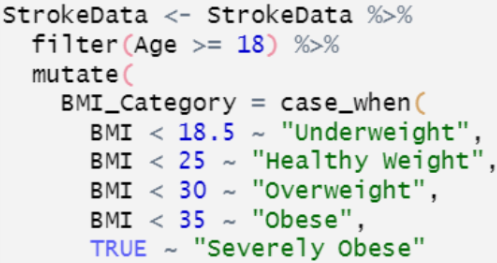 StrokeData <- StrokeData %>%
filter(Age >= 18) %>%
mutate(
BMI_Category = case_when(
BMI < 18.5 ~ "Underweight",
BMI < 25 ~ "Healthy Weight",
BMI < 30 ~ "Overweight",
BMI < 35 ~ "Obese",
TRUE ~ "Severely Obese"